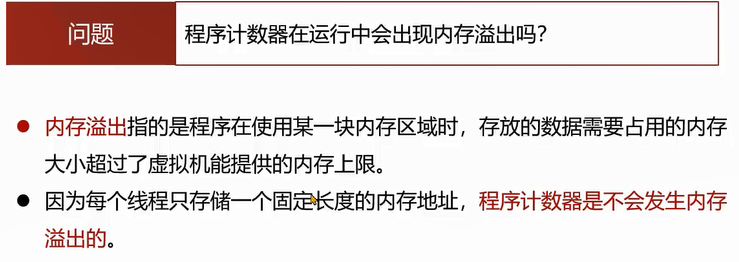 问题
程序计数器在运行中会出现内存溢出吗?
内存溢出指的是程序在使用某一块内存区域时，存放的数据需要占用的内存
大小超过了虚拟机能提供的内存上限。
因为每个线程只存储一个固定长度的内存地址，程序计数器是不会发生内存
溢出的。